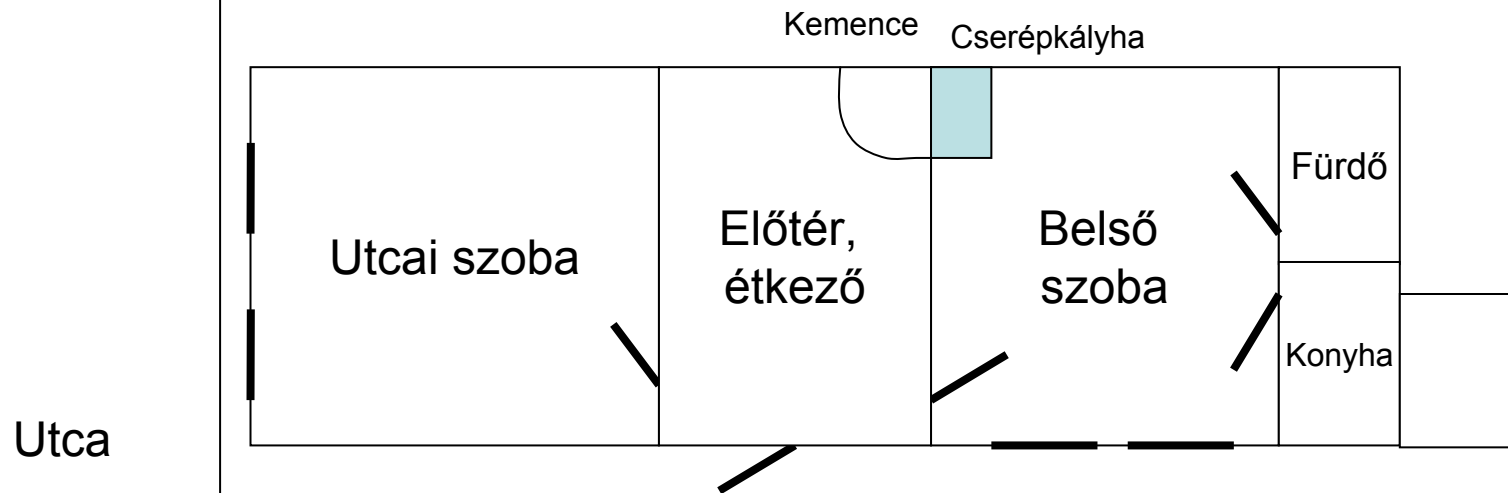 Kemence
Cserépkályha
Fürdő
Előtér,
étkező
Belső
szoba
Utcai szoba
Konyha
Utca